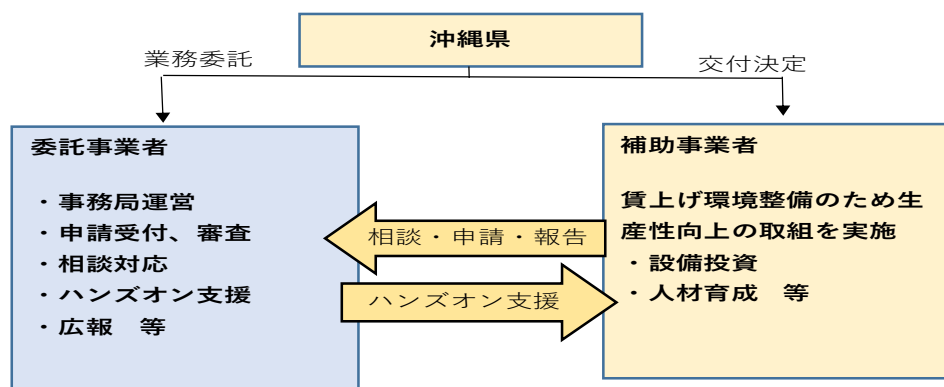 沖縄県
業務委託
交付決定
委託事業者
・事務局運営
・申請受付、審査
・相談対応
・ハンズオン支援
・広報　等
相談・申請・報告
ハンズオン支援
補助事業者
賃上げ環境整備のため生
産性向上の取組を実施
・設備投資
・人材育成　等